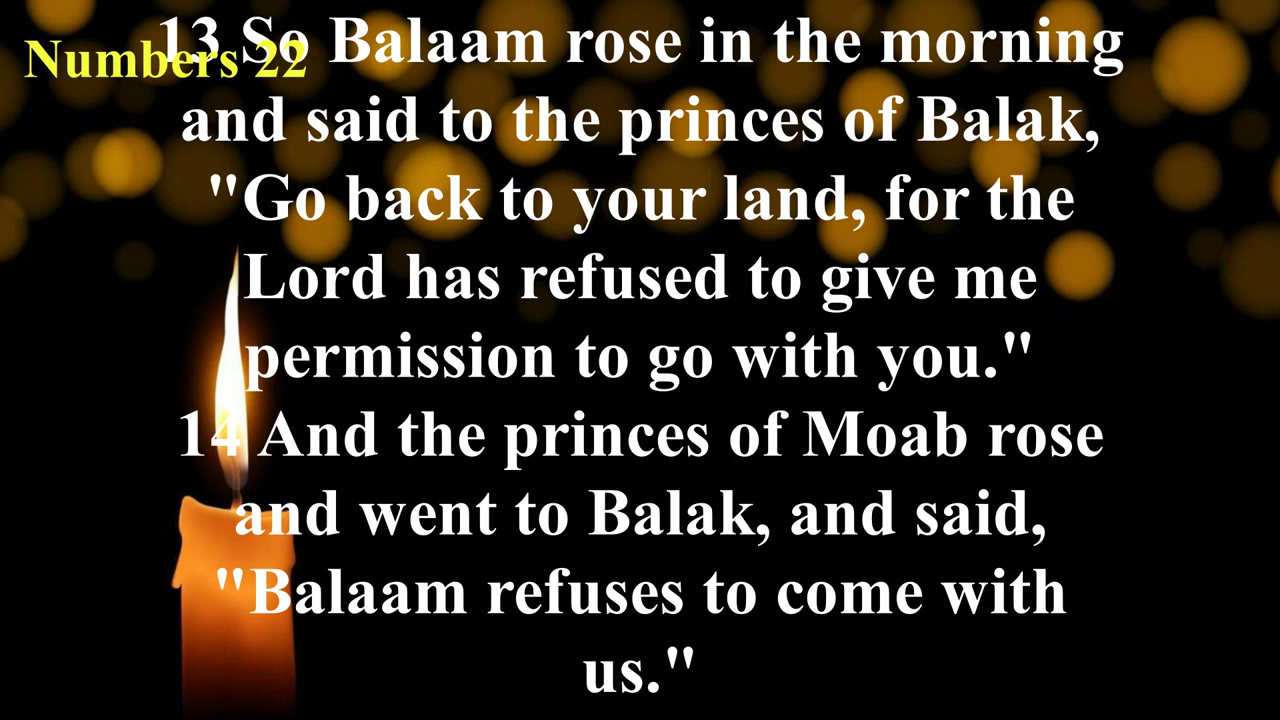 Numbers 22
13 So Balaam rose in the morning
and said to the princes of Balak,
"Go back to your land, for the
Lord has refused to give me
permission to go with you."
14 And the princes of Moab rose
and went to Balak, and said,
"Balaam refuses to come with
us."